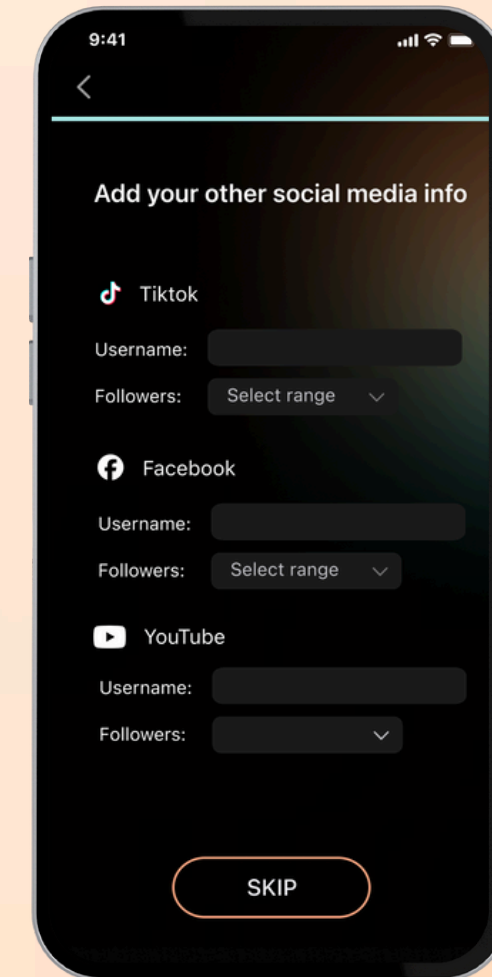 9:41
Add your other social media info
Tiktok
Username:
Followers: Select range
Facebook
Username:
Followers: Select range
YouTube
Username:
Followers:
SKIP